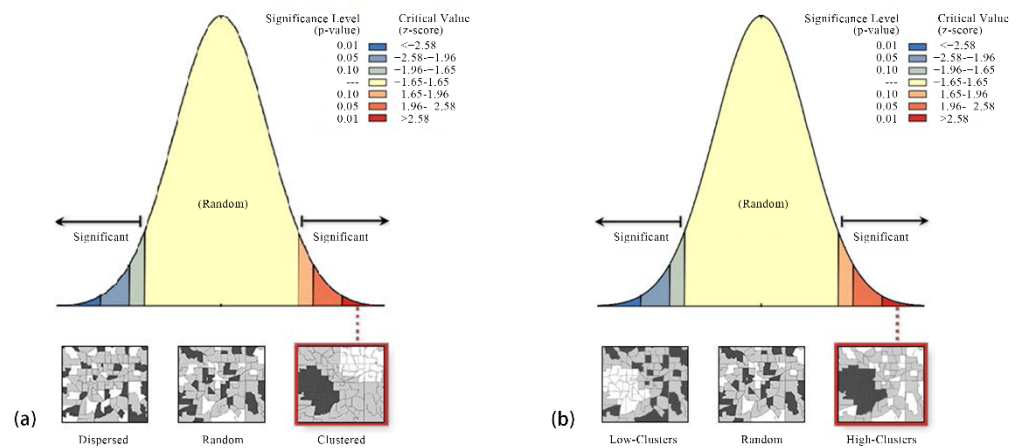 Significance Level Critical Value
(p-value) (z-score)
0.01 <−2.58
0.05 −2.58-−1.96
0.10 −1.96-−1.65
--- −1.65-1.65
0.10 1.65-1.96
0.05 1.96- 2.58
0.01 >2.58
(Random)
Significant Significant
(a)
Dispersed Random Clustered
Significance Level Critical Value
(p-value) (z-score)
0.01 <−2.58
0.05 −2.58-−1.96
0.10 −1.96-−1.65
--- −1.65-1.65
0.10 1.65-1.96
0.05 1.96- 2.58
0.01 >2.58
(Random)
Significant Significant
(b)
Low-Clusters Random High-Clusters